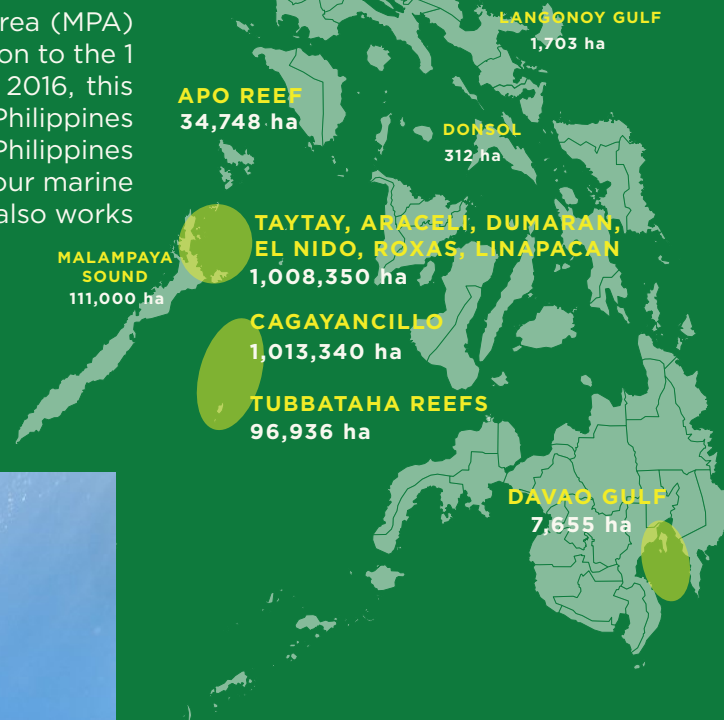 rea (MPA)
on to the 1
2016, this
Philippines
Philippines
our marine
also works
LANGONOY GULF
1,703 ha
APO REEF
34,748 ha
DONSOL
312 ha
TAYTAY, ARACELI, DUMARAN,
EL NIDO, ROXAS, LINAPACAN
1,008,350 ha
MALAMPAYA
SOUND
111,000 ha
CAGAYANCILLO
1,013,340 ha
TUBBATAHA REEFS
96,936 ha
DAVAO GULF
7,655 ha